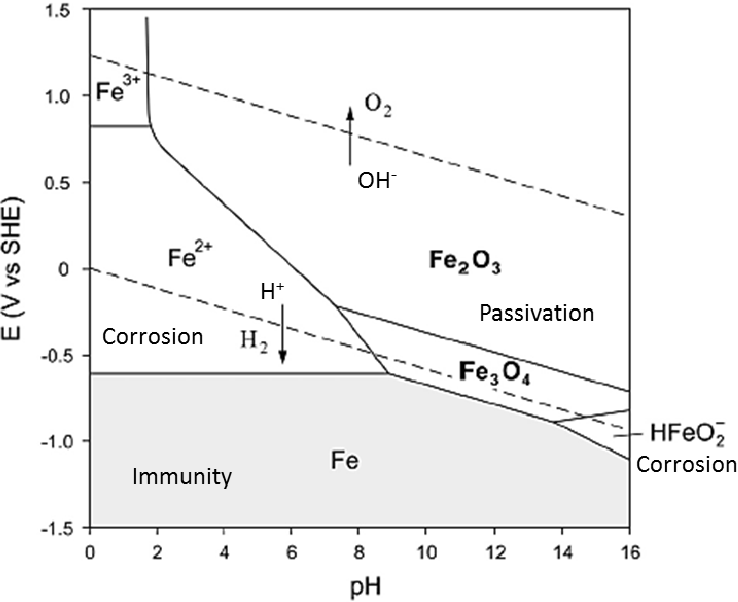 1.5
1.0
0.5
0
-0.5
-1.0
-1.5
E (V vs SHE)
Fe³⁺
O₂
OH⁻
Fe²⁺
Fe₂O₃
H⁺
Passivation
Corrosion
H₂
Fe₃O₄
HFeO₂⁻
Fe
Corrosion
Immunity
0 2 4 6 8 10 12 14 16
pH